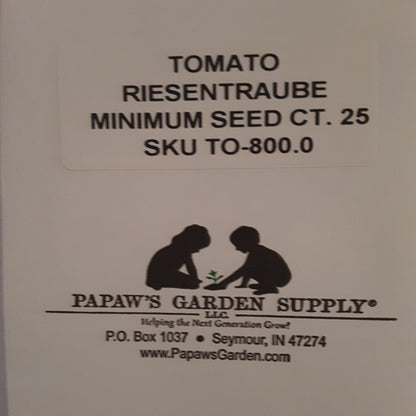 TOMATO
RIESENTRAUBE
MINIMUM SEED CT. 25
SKU TO-800.0
PAPAW'S GARDEN SUPPLY®
LLC.
Helping the Next Generation Grow!
P.O. Box 1037 ● Seymour, IN 47274
www.PapawsGarden.com